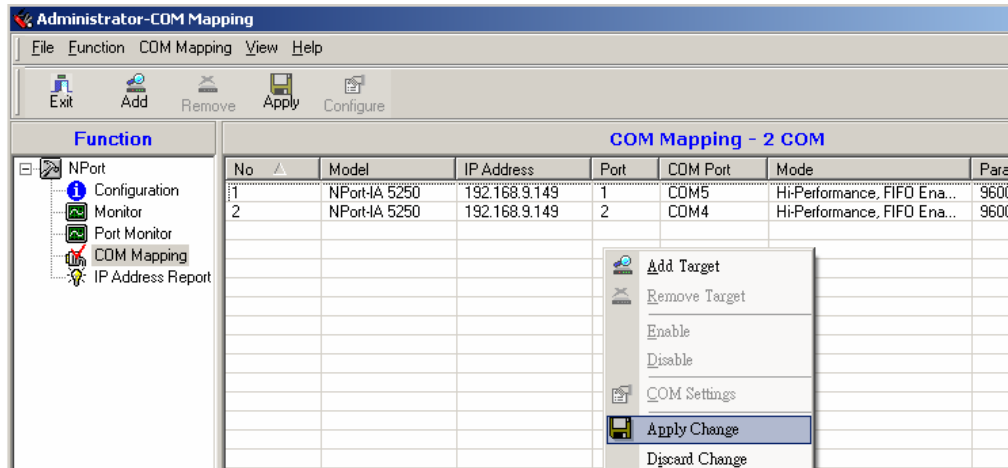 Administrator-COM Mapping
File Function COM Mapping View Help
Exit Add Remove Apply Configure
Function
COM Mapping - 2 COM
NPort
Configuration
Monitor
Port Monitor
COM Mapping
IP Address Report
No Model IP Address Port COM Port Mode Para
1 NPort-IA 5250 192.168.9.149 1 COM5 Hi-Performance, FIFO Ena... 9600
2 NPort-IA 5250 192.168.9.149 2 COM4 Hi-Performance, FIFO Ena... 9600
Add Target
Remove Target
Enable
Disable
COM Settings
Apply Change
Discard Change